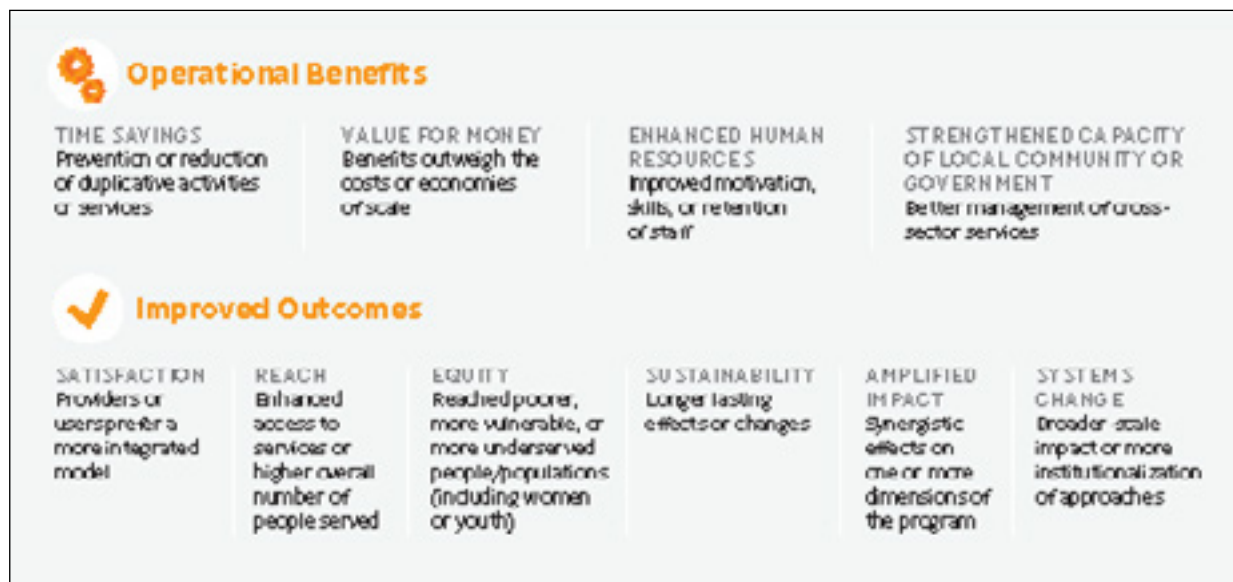 Operational Benefits
TIME SAVINGS
Prevention or reduction
of duplicative activities
or services
VALUE FOR MONEY
Benefits outweigh the
costs or economies
of scale
ENHANCED HUMAN
RESOURCES
Improved motivation,
skills, or retention
of staff
STRENGTHENED CAPACITY
OF LOCAL COMMUNITY OR
GOVERNMENT
Better management of cross-
sector services
Improved Outcomes
SATISFACTION
Providers or
users prefer a
more integrated
model
REACH
Enhanced
access to
services or
higher overall
number of
people served
EQUITY
Reached poorer,
more vulnerable, or
more underserved
people/populations
(including women
or youth)
SUSTAINABILITY
Longer lasting
effects or changes
AMPLIFIED
IMPACT
Synergistic
effects on
one or more
dimensions of
the program
SYSTEMS
CHANGE
Broader-scale
impact or more
institutionalization
of approaches